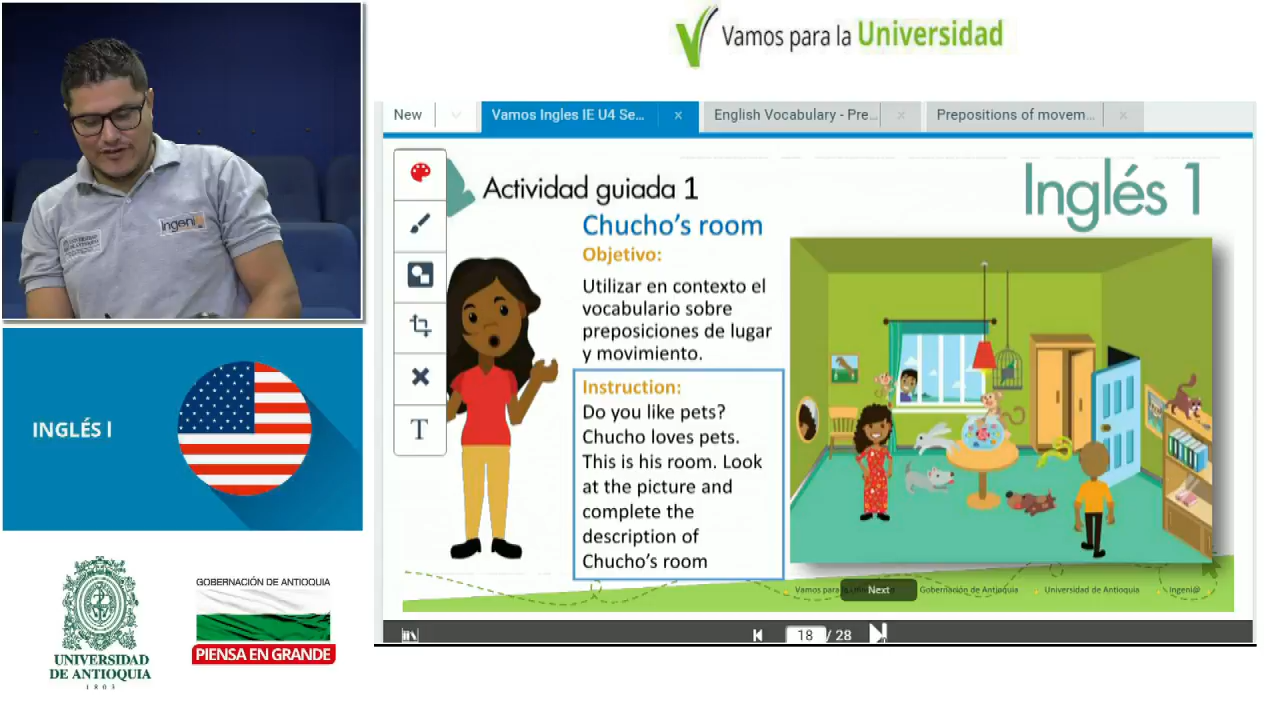 Vamos para la Universidad
New
Vamos Ingles IE U4 Se...
English Vocabulary - Pre...
Prepositions of movem...
Actividad guiada 1
Inglés 1
Chucho's room
Objetivo:
Utilizar en contexto el
vocabulario sobre
preposiciones de lugar
y movimiento.
Instruction:
Do you like pets?
Chucho loves pets.
This is his room. Look
at the picture and
complete the
description of
Chucho's room
T
Ingeni@
INGLÉS I
Next
Gobernación de Antioquia
Universidad de Antioquia
Ingeni@
18 / 28
UNIVERSIDAD
DE ANTIOQUIA
1803
GOBERNACIÓN DE ANTIOQUIA
PIENSA EN GRANDE